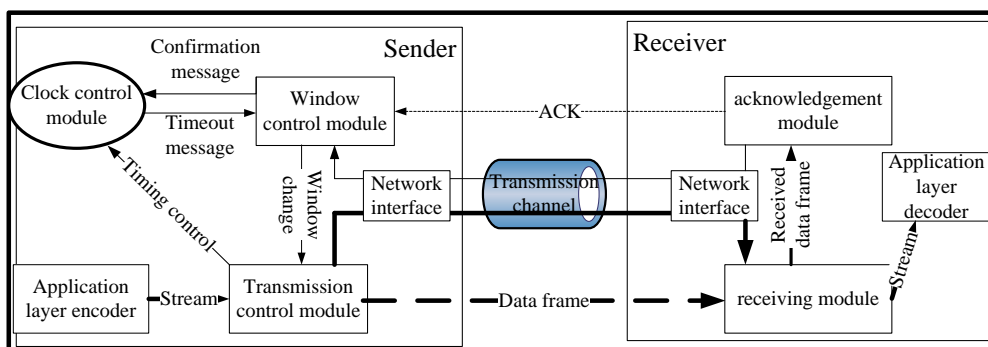 Sender
Receiver
Confirmation
message
Clock control
module
Timeout
message
Window
control module
ACK
acknowledgement
module
Timing control
Window
change
Network
interface
Transmission
channel
Network
interface
Received
data frame
Application
layer
decoder
Application
layer encoder
Stream
Transmission
control module
Data frame
receiving module
Stream